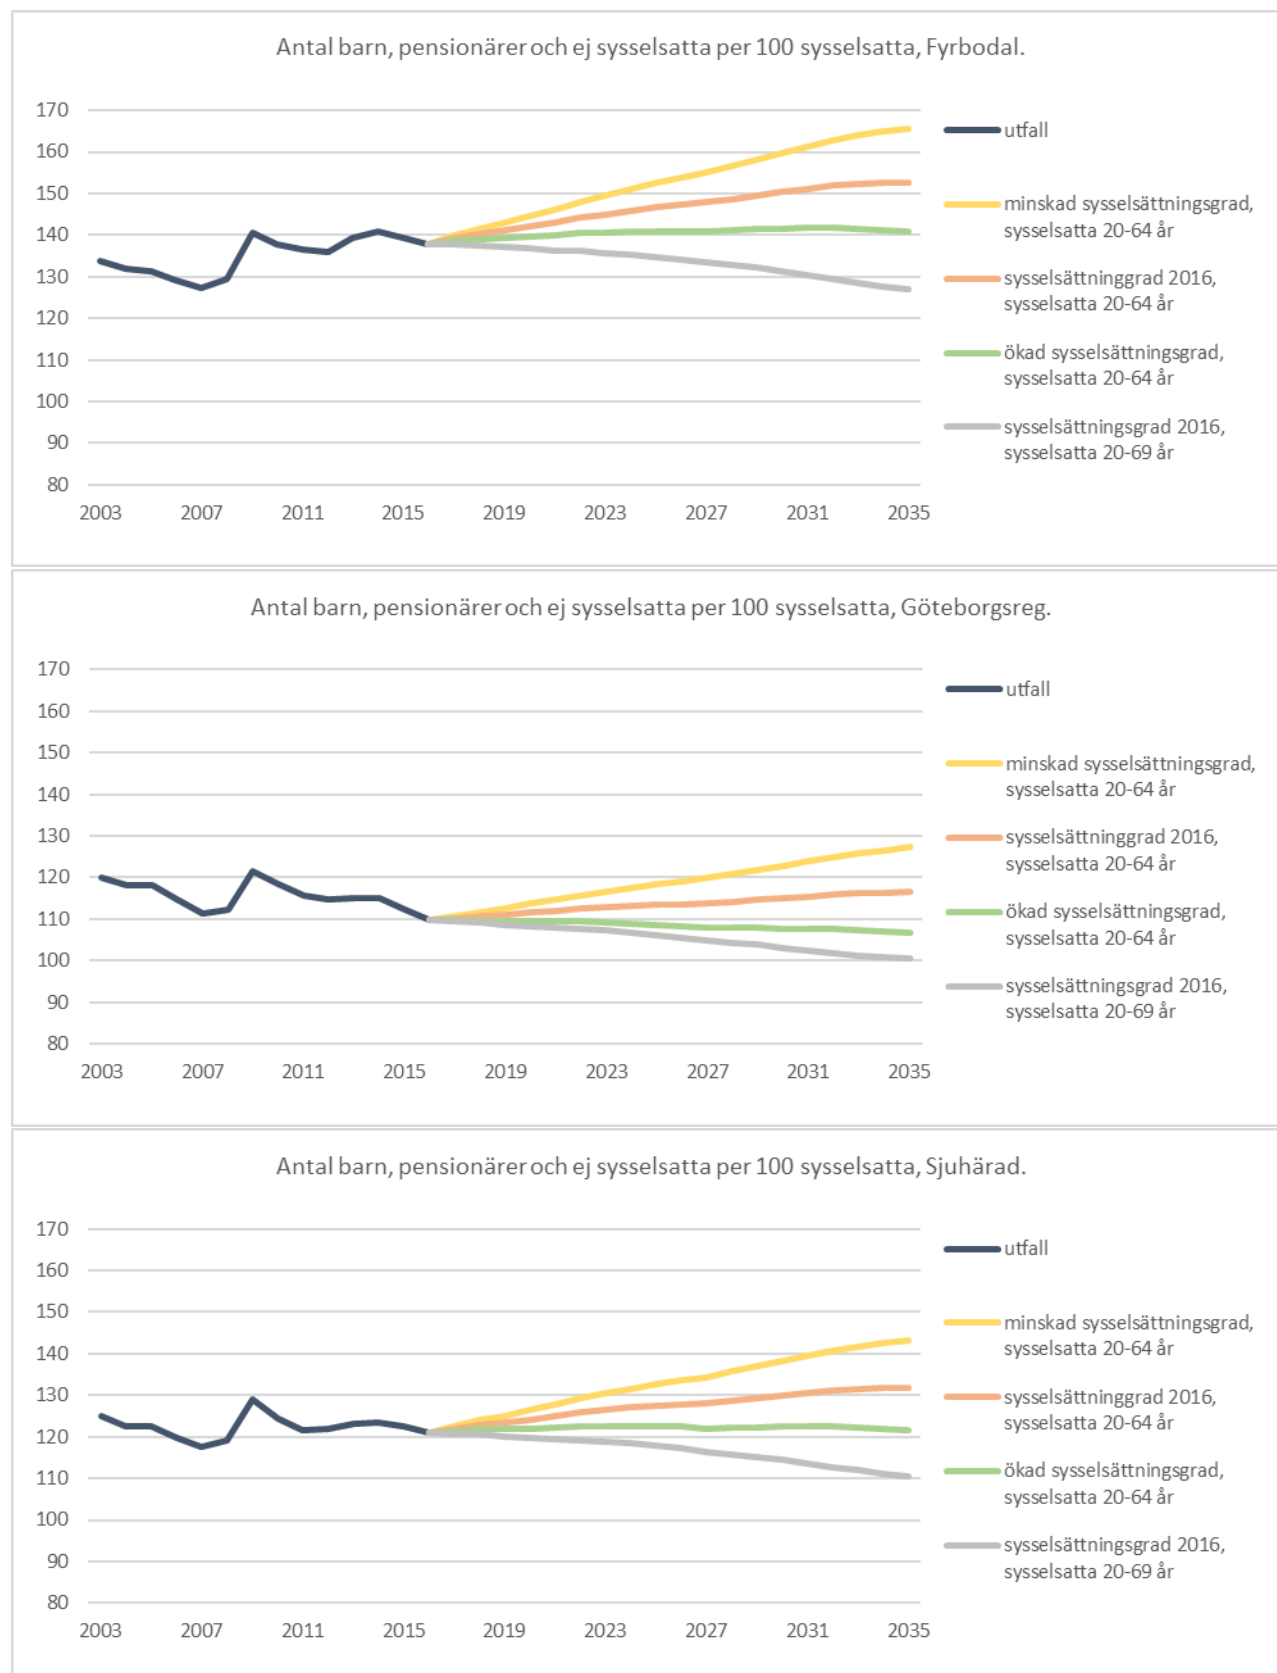 Antal barn, pensionärer och ej sysselsatta per 100 sysselsatta, Fyrbodal.
170
160
150
140
130
120
110
100
90
80
2003 2007 2011 2015 2019 2023 2027 2031 2035
utfall
minskad sysselsättningsgrad,
sysselsatta 20-64 år
sysselsättninggrad 2016,
sysselsatta 20-64 år
ökad sysselsättningsgrad,
sysselsatta 20-64 år
sysselsättningsgrad 2016,
sysselsatta 20-69 år
Antal barn, pensionärer och ej sysselsatta per 100 sysselsatta, Göteborgsreg.
170
160
150
140
130
120
110
100
90
80
2003 2007 2011 2015 2019 2023 2027 2031 2035
utfall
minskad sysselsättningsgrad,
sysselsatta 20-64 år
sysselsättninggrad 2016,
sysselsatta 20-64 år
ökad sysselsättningsgrad,
sysselsatta 20-64 år
sysselsättningsgrad 2016,
sysselsatta 20-69 år
Antal barn, pensionärer och ej sysselsatta per 100 sysselsatta, Sjuhärad.
170
160
150
140
130
120
110
100
90
80
2003 2007 2011 2015 2019 2023 2027 2031 2035
utfall
minskad sysselsättningsgrad,
sysselsatta 20-64 år
sysselsättninggrad 2016,
sysselsatta 20-64 år
ökad sysselsättningsgrad,
sysselsatta 20-64 år
sysselsättningsgrad 2016,
sysselsatta 20-69 år